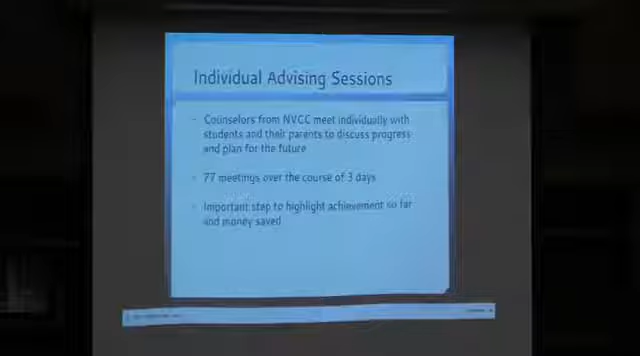 Individual Advising Sessions
- Counselors from NVCC meet individually with
students and their parents to discuss progress
and plan for the future
- 77 meetings over the course of 3 days
- Important step to highlight achievement so far
and money saved